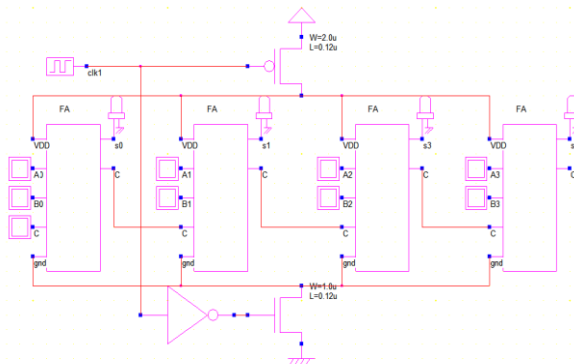 W=2.0u
L=0.12u
clk1
FA
FA
FA
FA
VDD
s0
VDD
s1
VDD
s3
VDD
A3
C
A1
C
A2
C
A3
B0
B1
B2
B3
C
C
C
C
gnd
gnd
gnd
gnd
W=1.0u
L=0.12u